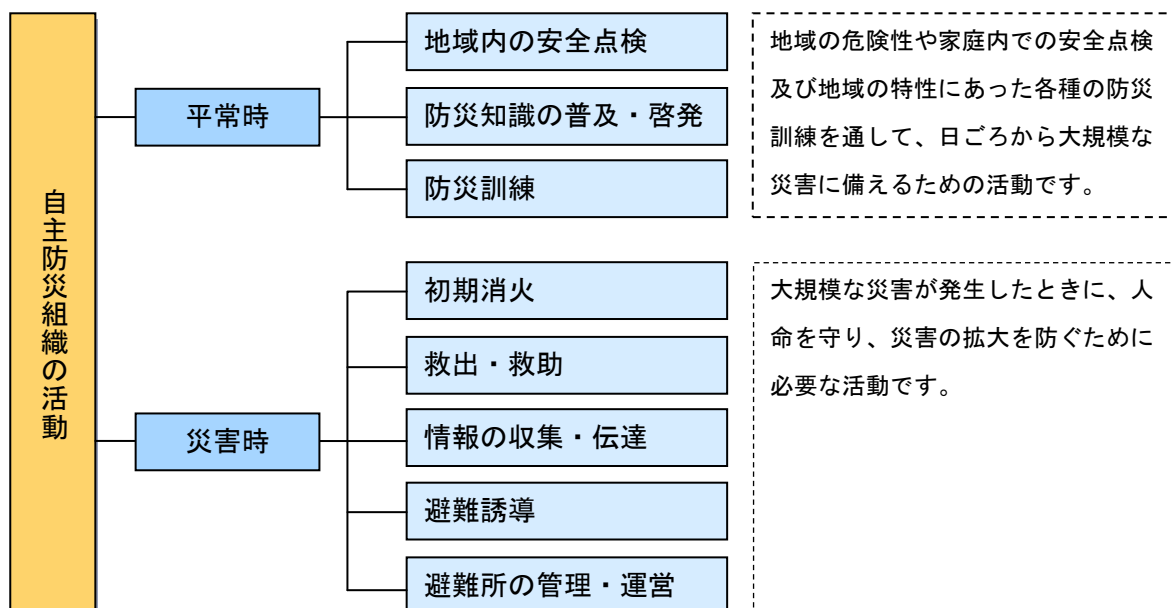 自主防災組織の活動
平常時
地域内の安全点検
防災知識の普及・啓発
防災訓練
地域の危険性や家庭内での安全点検
及び地域の特性にあった各種の防災
訓練を通して、日ごろから大規模な
災害に備えるための活動です。
災害時
初期消火
救出・救助
情報の収集・伝達
避難誘導
避難所の管理・運営
大規模な災害が発生したときに、人
命を守り、災害の拡大を防ぐために
必要な活動です。